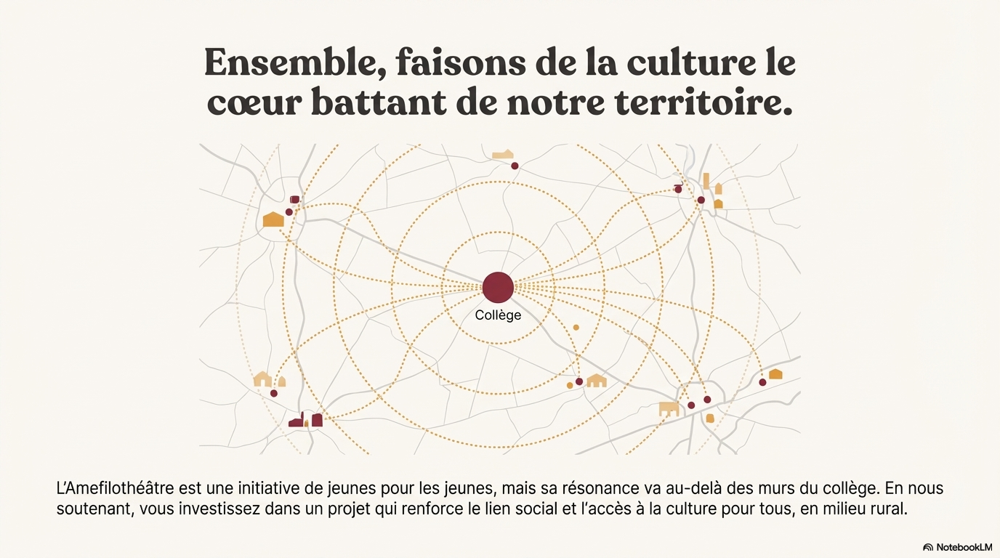 Ensemble, faisons de la culture le
cœur battant de notre territoire.
Collège
L'Amefilothéâtre est une initiative de jeunes pour les jeunes, mais sa résonance va au-delà des murs du collège. En nous
soutenant, vous investissez dans un projet qui renforce le lien social et l'accès à la culture pour tous, en milieu rural.
NotebookLM